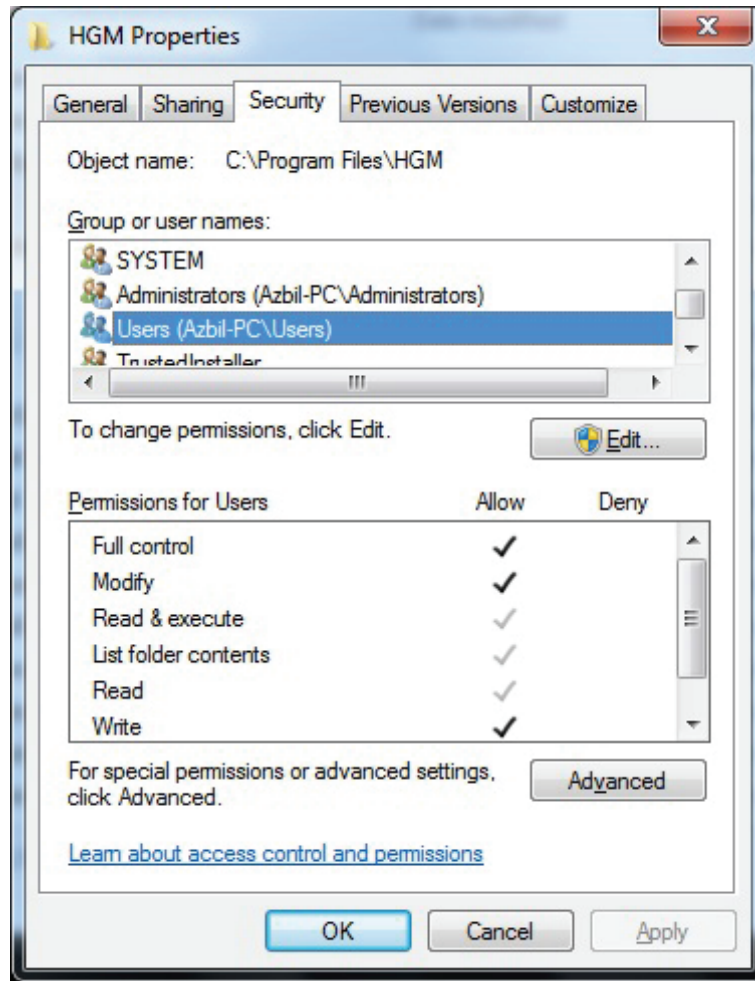 HGM Properties
General Sharing Security Previous Versions Customize
Object name: C:\Program Files\HGM
Group or user names:
SYSTEM
Administrators (Azbil-PC\Administrators)
Users (Azbil-PC\Users)
TrustedInstaller
To change permissions, click Edit.
Edit...
Permissions for Users Allow Deny
Full control
Modify
Read & execute
List folder contents
Read
Write
For special permissions or advanced settings,
click Advanced.
Advanced
Learn about access control and permissions
OK Cancel Apply